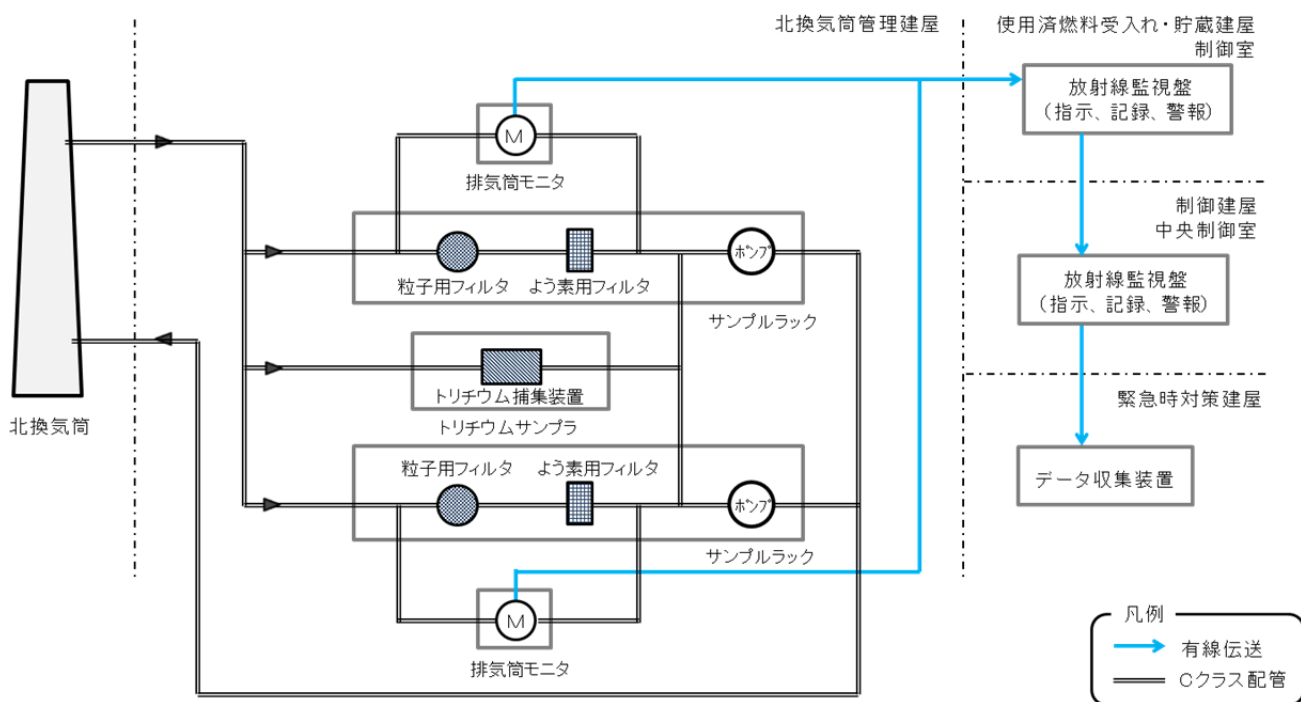 北換気筒管理建屋
使用済燃料受入れ・貯蔵建屋
制御室
放射線監視盤
(指示、記録、警報)
M
排気筒モニタ
制御建屋
中央制御室
ポンプ
粒子用フィルタ
よう素用フィルタ
サンプルラック
放射線監視盤
(指示、記録、警報)
トリチウム捕集装置
トリチウムサンプラ
北換気筒
緊急時対策建屋
粒子用フィルタ
よう素用フィルタ
データ収集装置
ポンプ
サンプルラック
M
排気筒モニタ
凡例
有線伝送
Cクラス配管